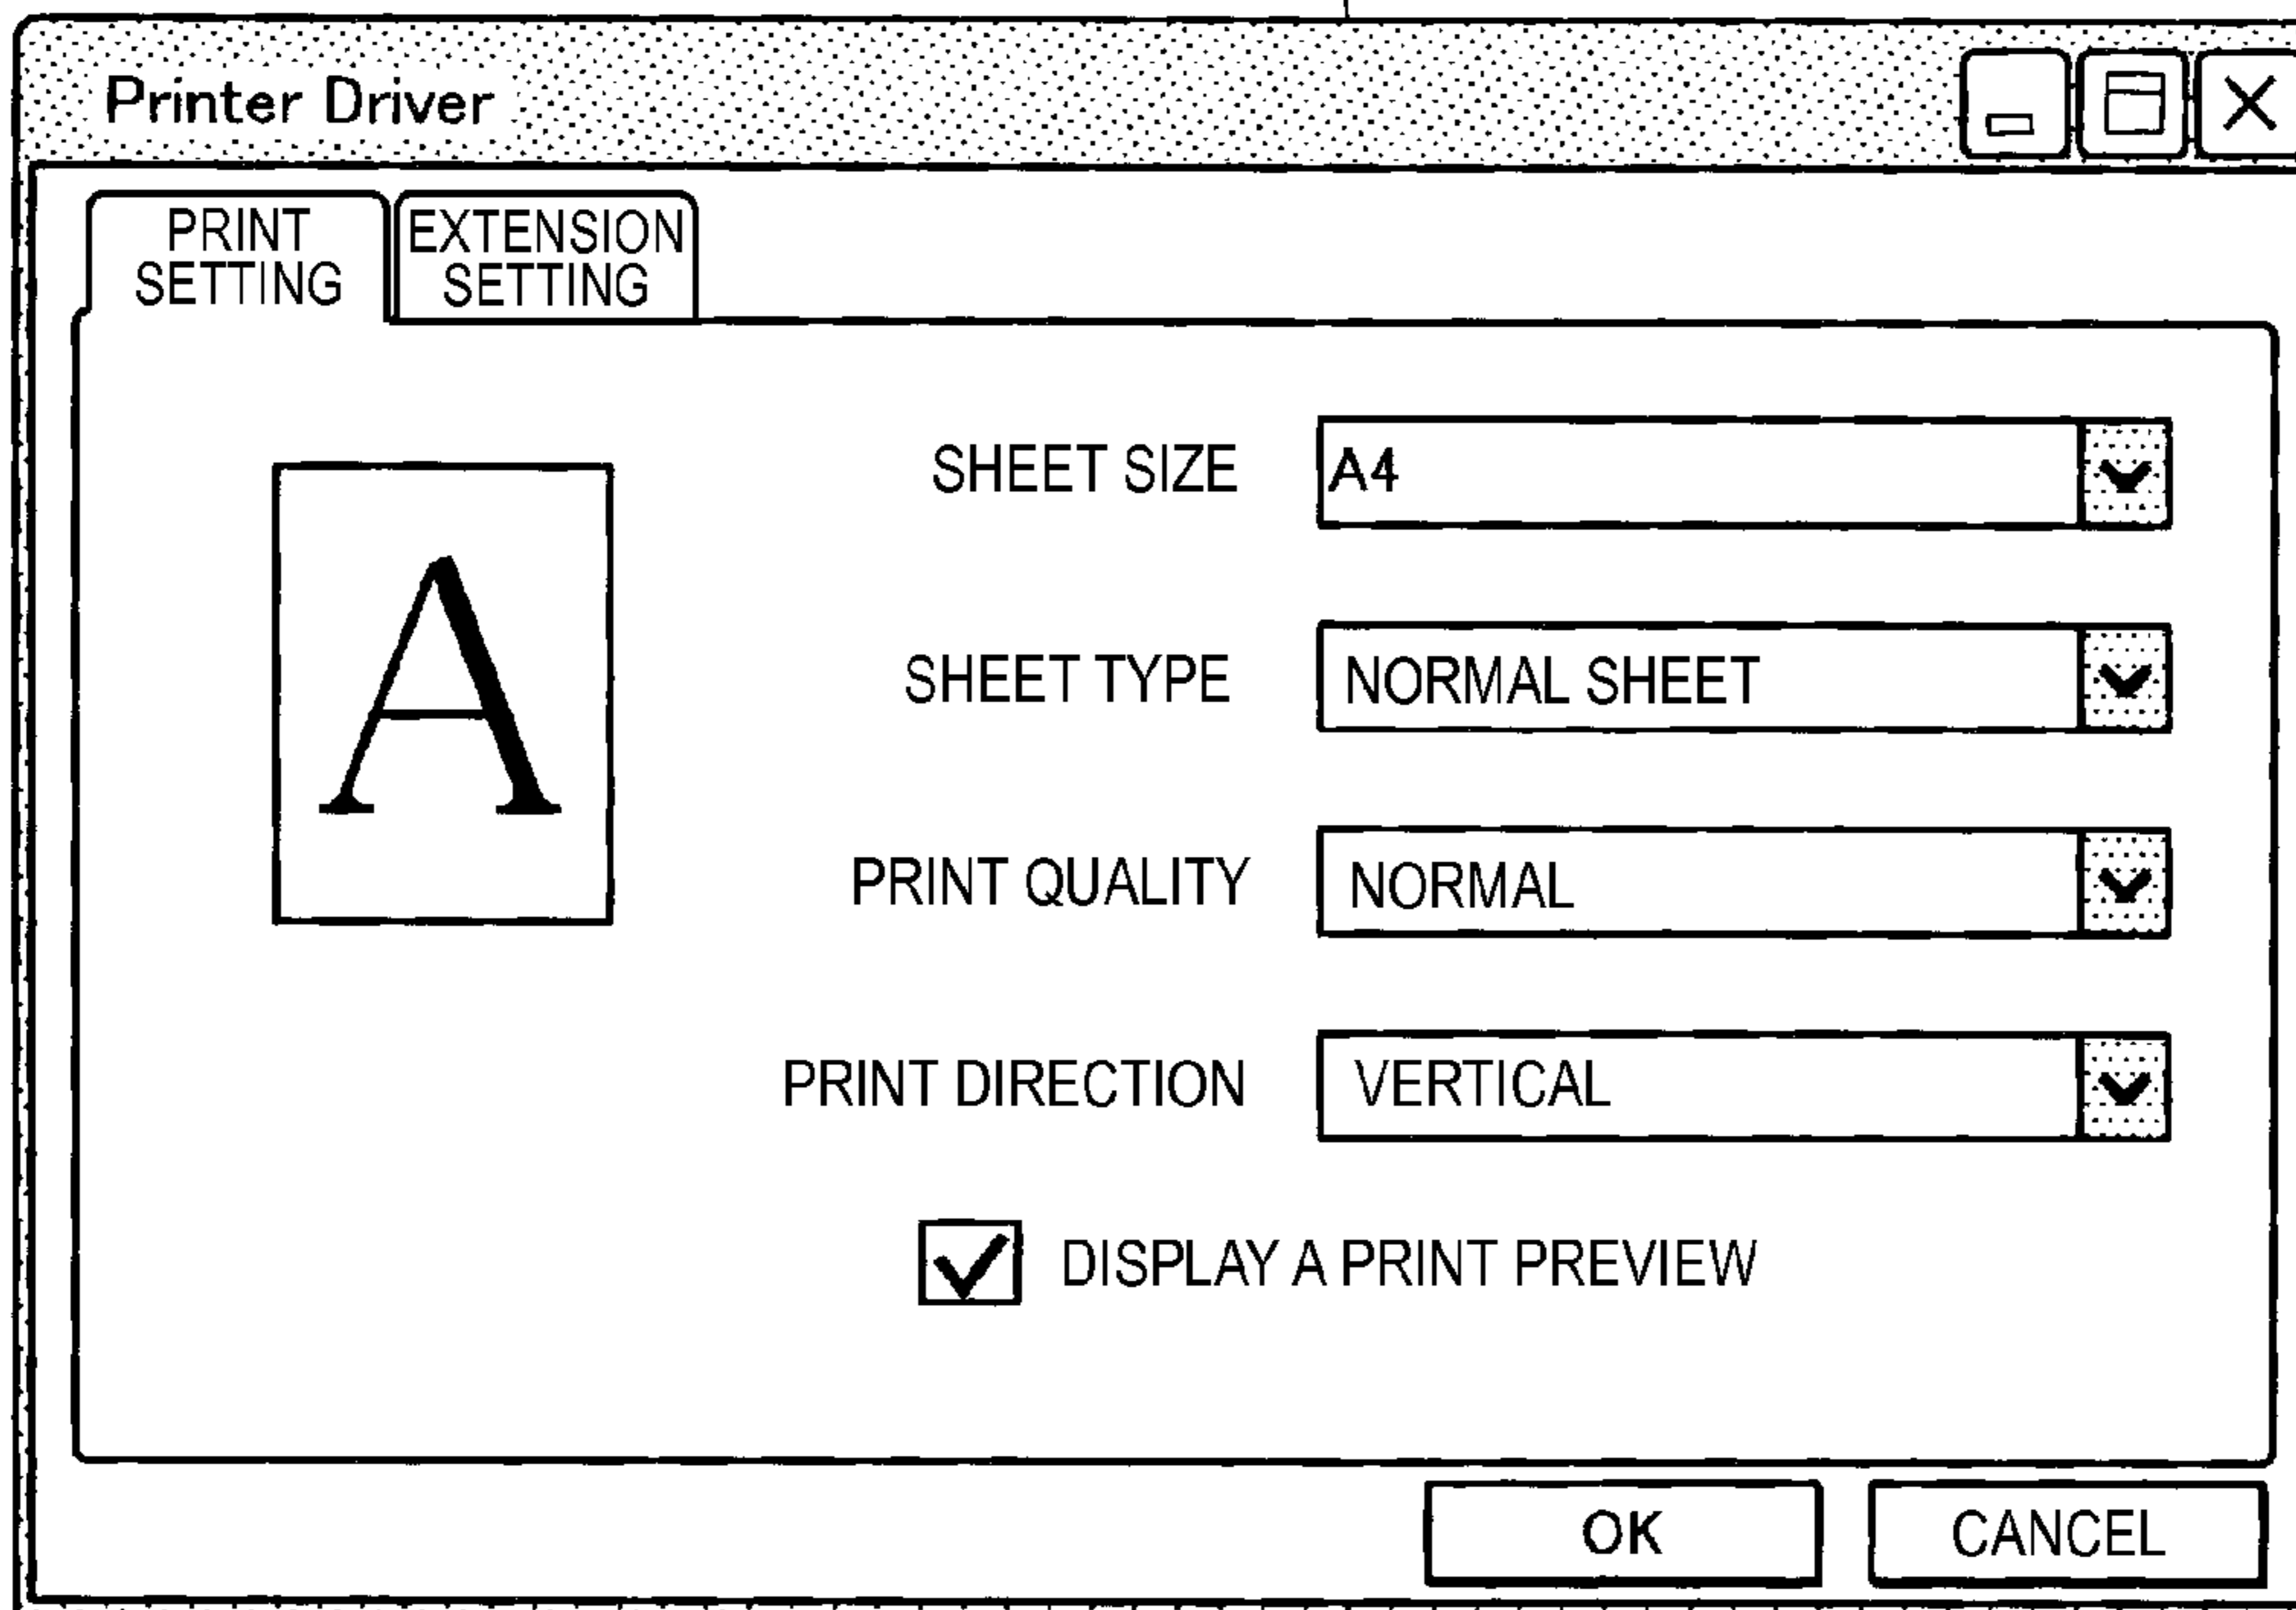 Printer Driver
PRINT
SETTING
EXTENSION
SETTING
A
SHEET SIZE
A4
SHEET TYPE
NORMAL SHEET
PRINT QUALITY
NORMAL
PRINT DIRECTION
VERTICAL
DISPLAY A PRINT PREVIEW
OK
CANCEL